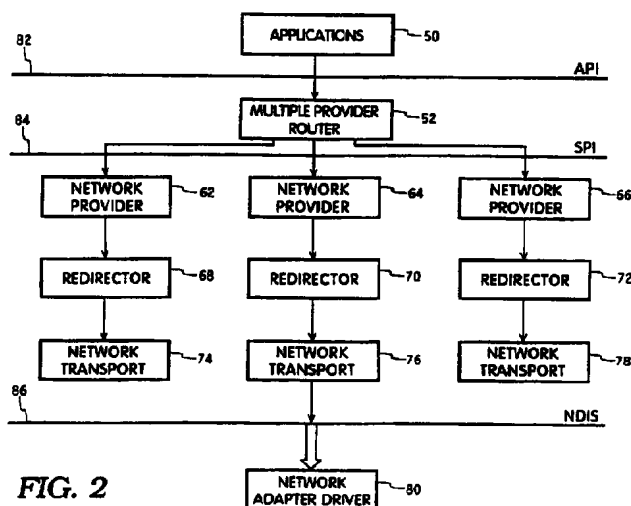 APPLICATIONS 50
82 API
MULTIPLE PROVIDER
ROUTER 52
84 SPI
NETWORK
PROVIDER 62
NETWORK
PROVIDER 64
NETWORK
PROVIDER 66
REDIRECTOR 68
REDIRECTOR 70
REDIRECTOR 72
NETWORK
TRANSPORT 74
NETWORK
TRANSPORT 76
NETWORK
TRANSPORT 78
86 NDIS
FIG. 2
NETWORK
ADAPTER DRIVER 80